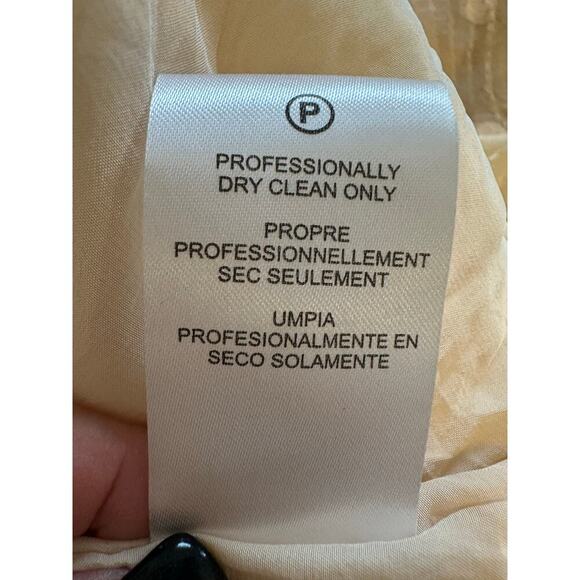 P
PROFESSIONALLY
DRY CLEAN ONLY
PROPRE
PROFESSIONNELLEMENT
SEC SEULEMENT
UMPIA
PROFESIONALMENTE EN
SECO SOLAMENTE